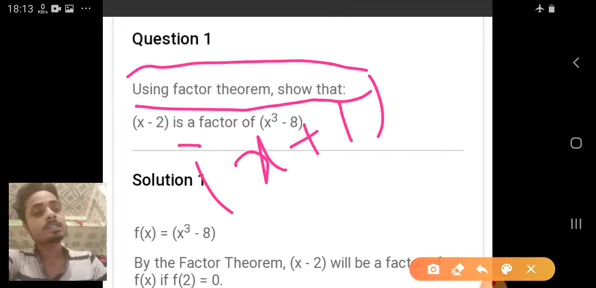 18:13
Question 1
Using factor theorem, show that:
(x - 2) is a factor of (x³ - 8)
Solution 1
f(x) = (x³ - 8)
By the Factor Theorem, (x - 2) will be a factor
f(x) if f(2) = 0.